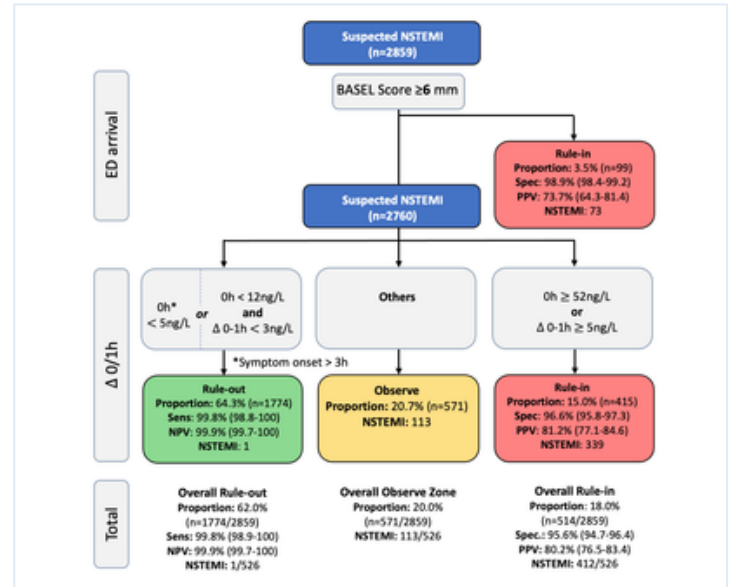 Suspected NSTEMI
(n=2859)
ED arrival
BASEL Score ≥6 mm
Rule-in
Proportion: 3.5% (n=99)
Spec: 98.9% (98.4-99.2)
PPV: 73.7% (64.3-81.4)
NSTEMI: 73
Suspected NSTEMI
(n=2760)
Δ 0/1h
0h*
< 5ng/L
or
0h < 12ng/L
and
Δ 0-1h < 3ng/L
Others
0h ≥ 52ng/L
or
Δ 0-1h ≥ 5ng/L
*Symptom onset > 3h
Rule-out
Proportion: 64.3% (n=1774)
Sens: 99.8% (98.8-100)
NPV: 99.9% (99.7-100)
NSTEMI: 1
Observe
Proportion: 20.7% (n=571)
NSTEMI: 113
Rule-in
Proportion: 15.0% (n=415)
Spec: 96.6% (95.8-97.3)
PPV: 81.2% (77.1-84.6)
NSTEMI: 339
Total
Overall Rule-out
Proportion: 62.0%
(n=1774/2859)
Sens: 99.8% (98.9-100)
NPV: 99.9% (99.7-100)
NSTEMI: 1/526
Overall Observe Zone
Proportion: 20.0%
(n=571/2859)
NSTEMI: 113/526
Overall Rule-in
Proportion: 18.0%
(n=514/2859)
Spec.: 95.6% (94.7-96.4)
PPV: 80.2% (76.5-83.4)
NSTEMI: 412/526